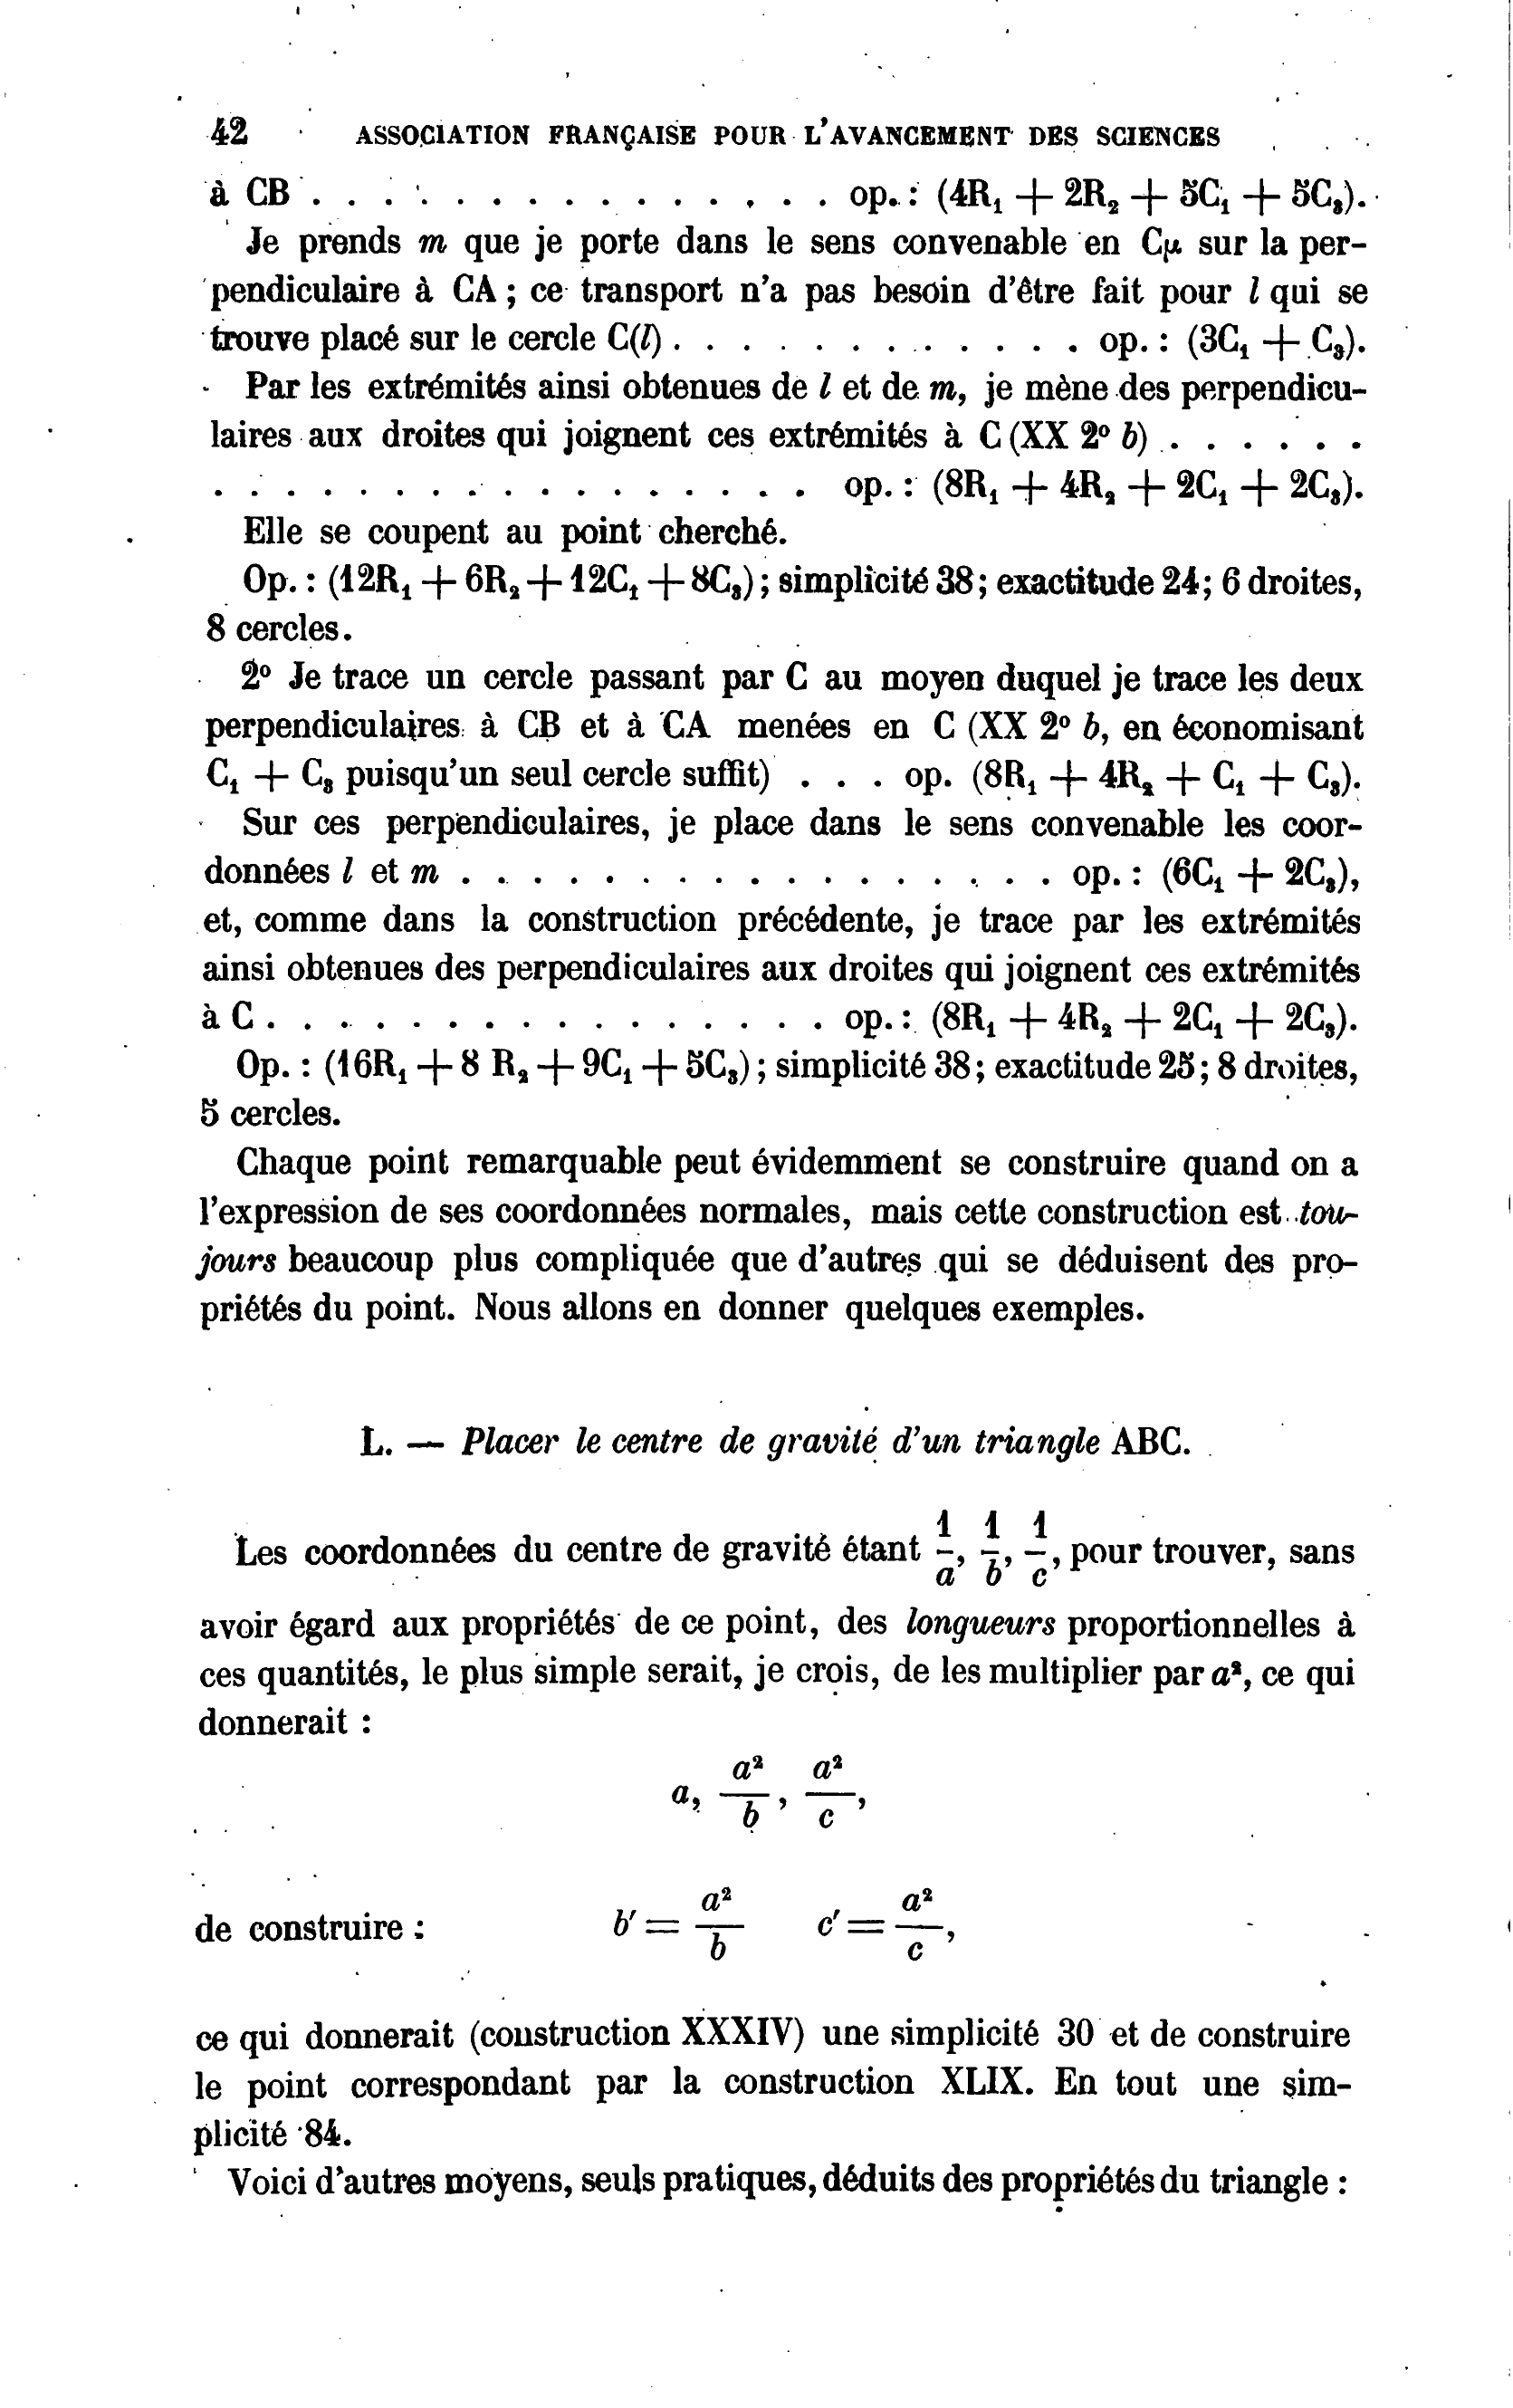 42 ASSOCIATION FRANÇAISE POUR L'AVANCEMENT DES SCIENCES
à CB . . . . . . . . . . . . . . . op. : (4R₁ + 2R₂ + 5C₁ + 5C₃).
Je prends m que je porte dans le sens convenable en Cμ sur la per-
pendiculaire à CA ; ce transport n'a pas besoin d'être fait pour l qui se
trouve placé sur le cercle C(l) . . . . . . . . . . . . op. : (3C₁ + C₃).
Par les extrémités ainsi obtenues de l et de m, je mène des perpendicu-
laires aux droites qui joignent ces extrémités à C (XX 2º b) . . . . . .
. . . . . . . . . . . . . . . . . op. : (8R₁ + 4R₂ + 2C₁ + 2C₃).
Elle se coupent au point cherché.
Op. : (12R₁ + 6R₂ + 12C₁ + 8C₃) ; simplicité 38 ; exactitude 24 ; 6 droites,
8 cercles.
2º Je trace un cercle passant par C au moyen duquel je trace les deux
perpendiculaires à CB et à CA menées en C (XX 2º b, en économisant
C₁ + C₃ puisqu'un seul cercle suffit) . . . op. (8R₁ + 4R₂ + C₁ + C₃).
Sur ces perpendiculaires, je place dans le sens convenable les coor-
données l et m . . . . . . . . . . . . . . . . . op. : (6C₁ + 2C₃),
et, comme dans la construction précédente, je trace par les extrémités
ainsi obtenues des perpendiculaires aux droites qui joignent ces extrémités
à C . . . . . . . . . . . . . . . . op. : (8R₁ + 4R₂ + 2C₁ + 2C₃).
Op. : (16R₁ + 8 R₂ + 9C₁ + 5C₃) ; simplicité 38 ; exactitude 25 ; 8 droites,
5 cercles.
Chaque point remarquable peut évidemment se construire quand on a
l'expression de ses coordonnées normales, mais cette construction est tou-
jours beaucoup plus compliquée que d'autres qui se déduisent des pro-
priétés du point. Nous allons en donner quelques exemples.
L. — Placer le centre de gravité d'un triangle ABC.
Les coordonnées du centre de gravité étant 1/a, 1/b, 1/c, pour trouver, sans
avoir égard aux propriétés de ce point, des longueurs proportionnelles à
ces quantités, le plus simple serait, je crois, de les multiplier par a², ce qui
donnerait :
a, a²/b, a²/c,
de construire : b′ = a²/b c′ = a²/c,
ce qui donnerait (construction XXXIV) une simplicité 30 et de construire
le point correspondant par la construction XLIX. En tout une sim-
plicité 84.
Voici d'autres moyens, seuls pratiques, déduits des propriétés du triangle :